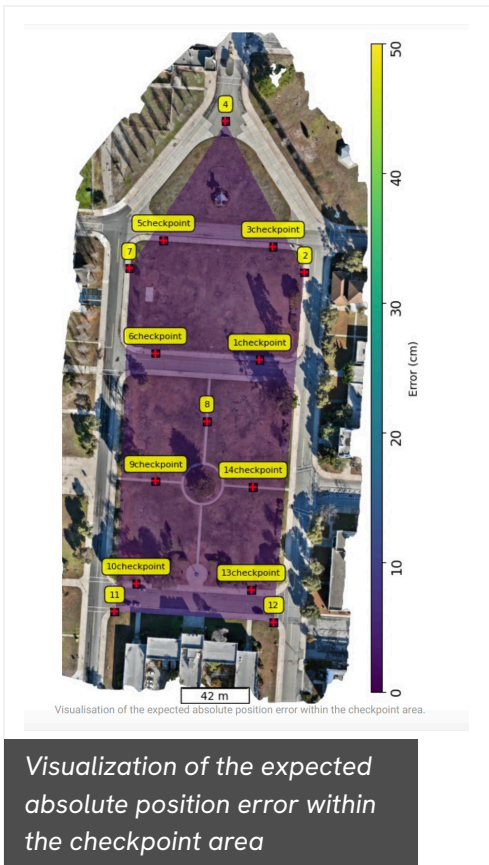 50
4
40
5checkpoint
3checkpoint
7
2
30
6checkpoint
1checkpoint
Error (cm)
8
20
9checkpoint
14checkpoint
10
10checkpoint
13checkpoint
11
12
0
42 m
Visualisation of the expected absolute position error within the checkpoint area.
Visualization of the expected
absolute position error within
the checkpoint area